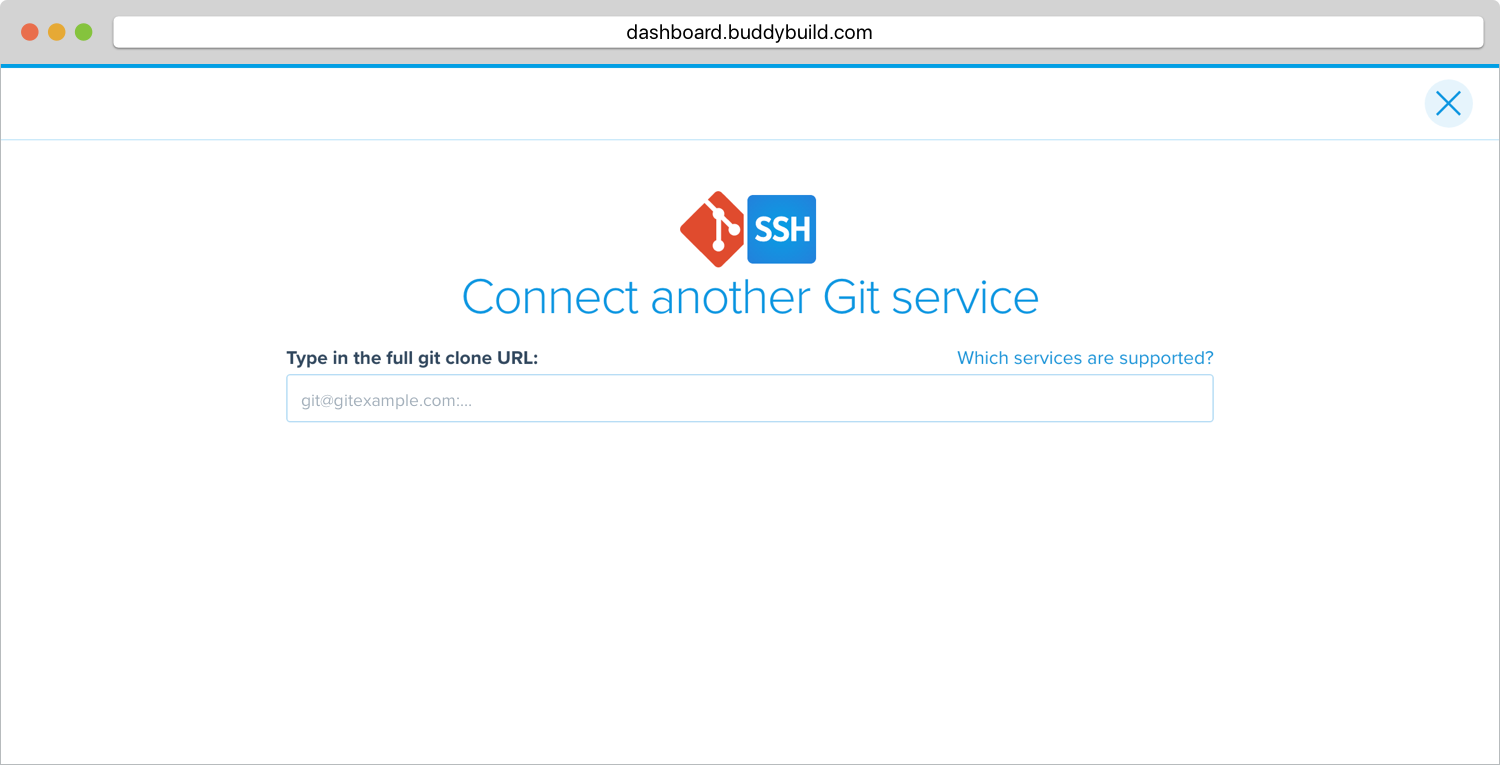 dashboard.buddybuild.com
SSH
Connect another Git service
Type in the full git clone URL: Which services are supported?
git@gitexample.com:...